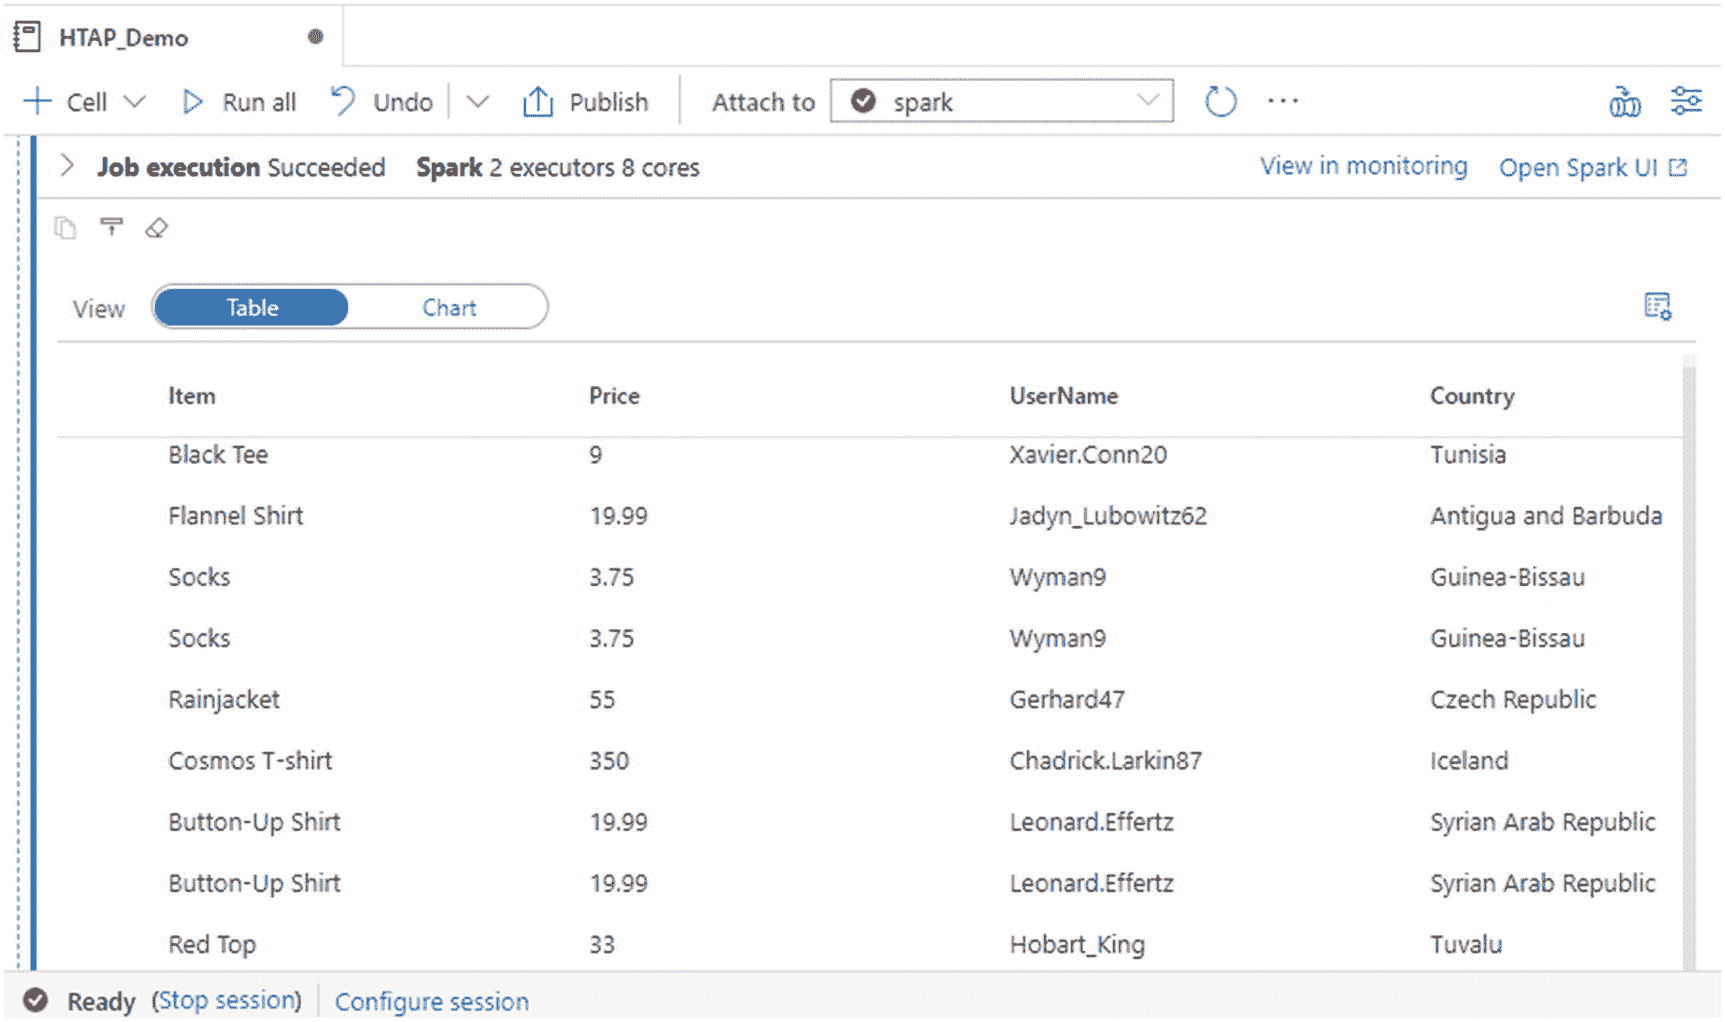 HTAP_Demo
Cell Run all Undo Publish Attach to spark
Job execution Succeeded Spark 2 executors 8 cores View in monitoring Open Spark UI
View Table Chart
Item Price UserName Country
Black Tee 9 Xavier.Conn20 Tunisia
Flannel Shirt 19.99 Jadyn_Lubowitz62 Antigua and Barbuda
Socks 3.75 Wyman9 Guinea-Bissau
Socks 3.75 Wyman9 Guinea-Bissau
Rainjacket 55 Gerhard47 Czech Republic
Cosmos T-shirt 350 Chadrick.Larkin87 Iceland
Button-Up Shirt 19.99 Leonard.Effertz Syrian Arab Republic
Button-Up Shirt 19.99 Leonard.Effertz Syrian Arab Republic
Red Top 33 Hobart_King Tuvalu
Ready (Stop session) Configure session